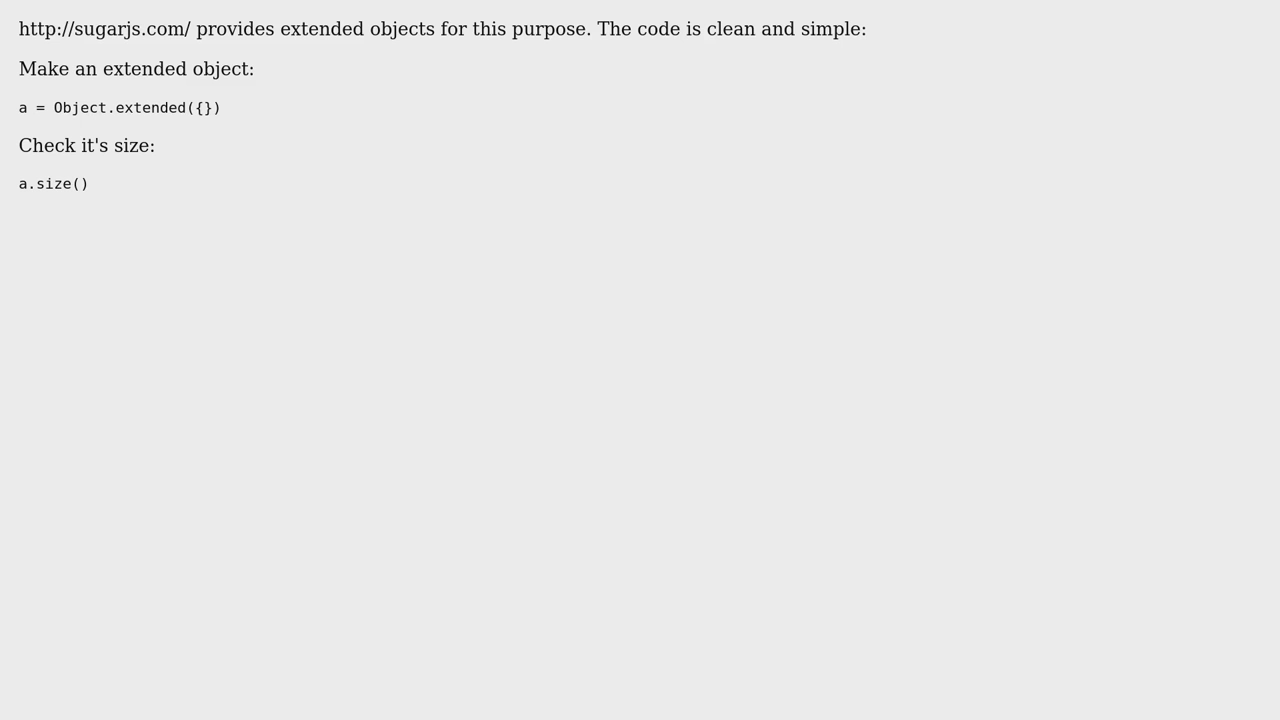 http://sugarjs.com/ provides extended objects for this purpose. The code is clean and simple:
Make an extended object:
a = Object.extended({})
Check it's size:
a.size()